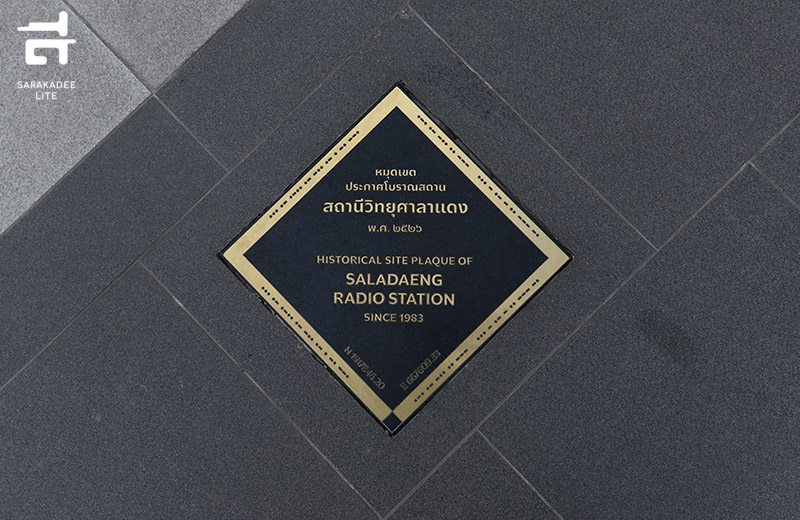 SARAKADEE
LITE
หมุดเขต
ประกาศโบราณสถาน
สถานีวิทยุศาลาแดง
พ.ศ. ๒๕๒๖
HISTORICAL SITE PLAQUE OF
SALADAENG
RADIO STATION
SINCE 1983